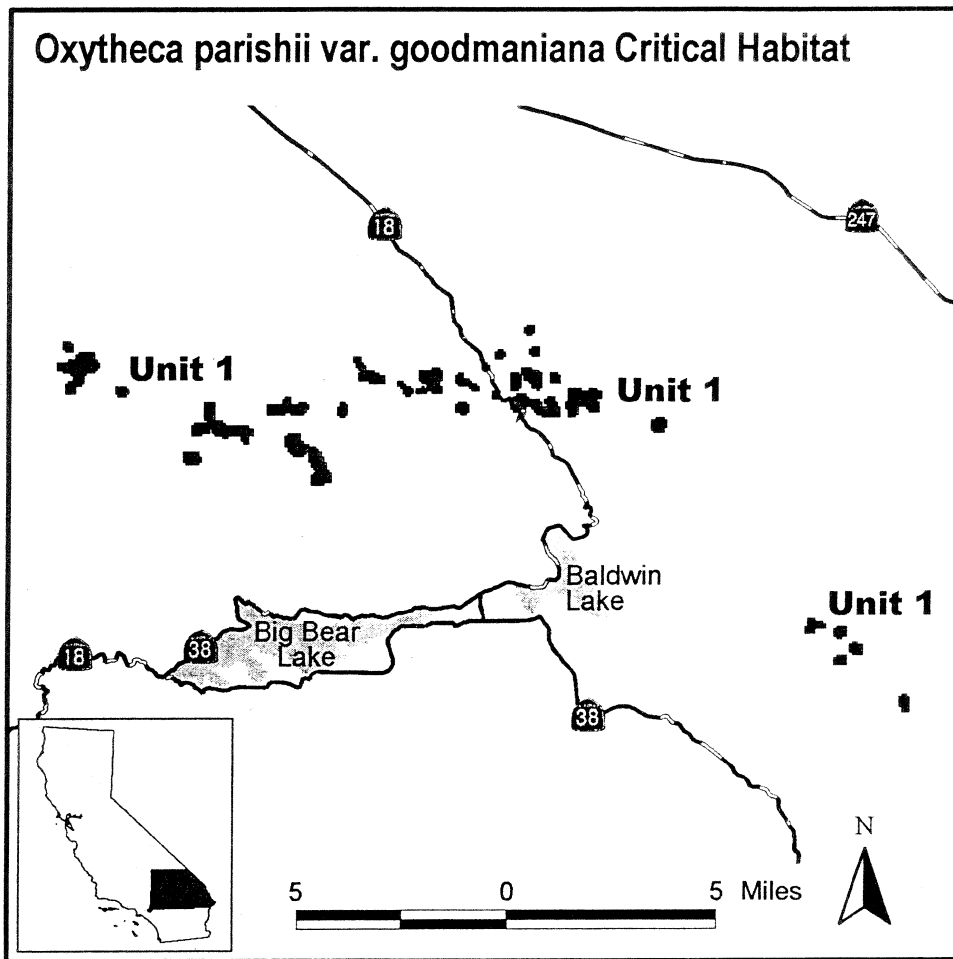 Oxytheca parishii var. goodmaniana Critical Habitat
18
247
Unit 1
Unit 1
Baldwin
Lake
Unit 1
Big Bear
Lake
18
38
38
N
5 0 5 Miles